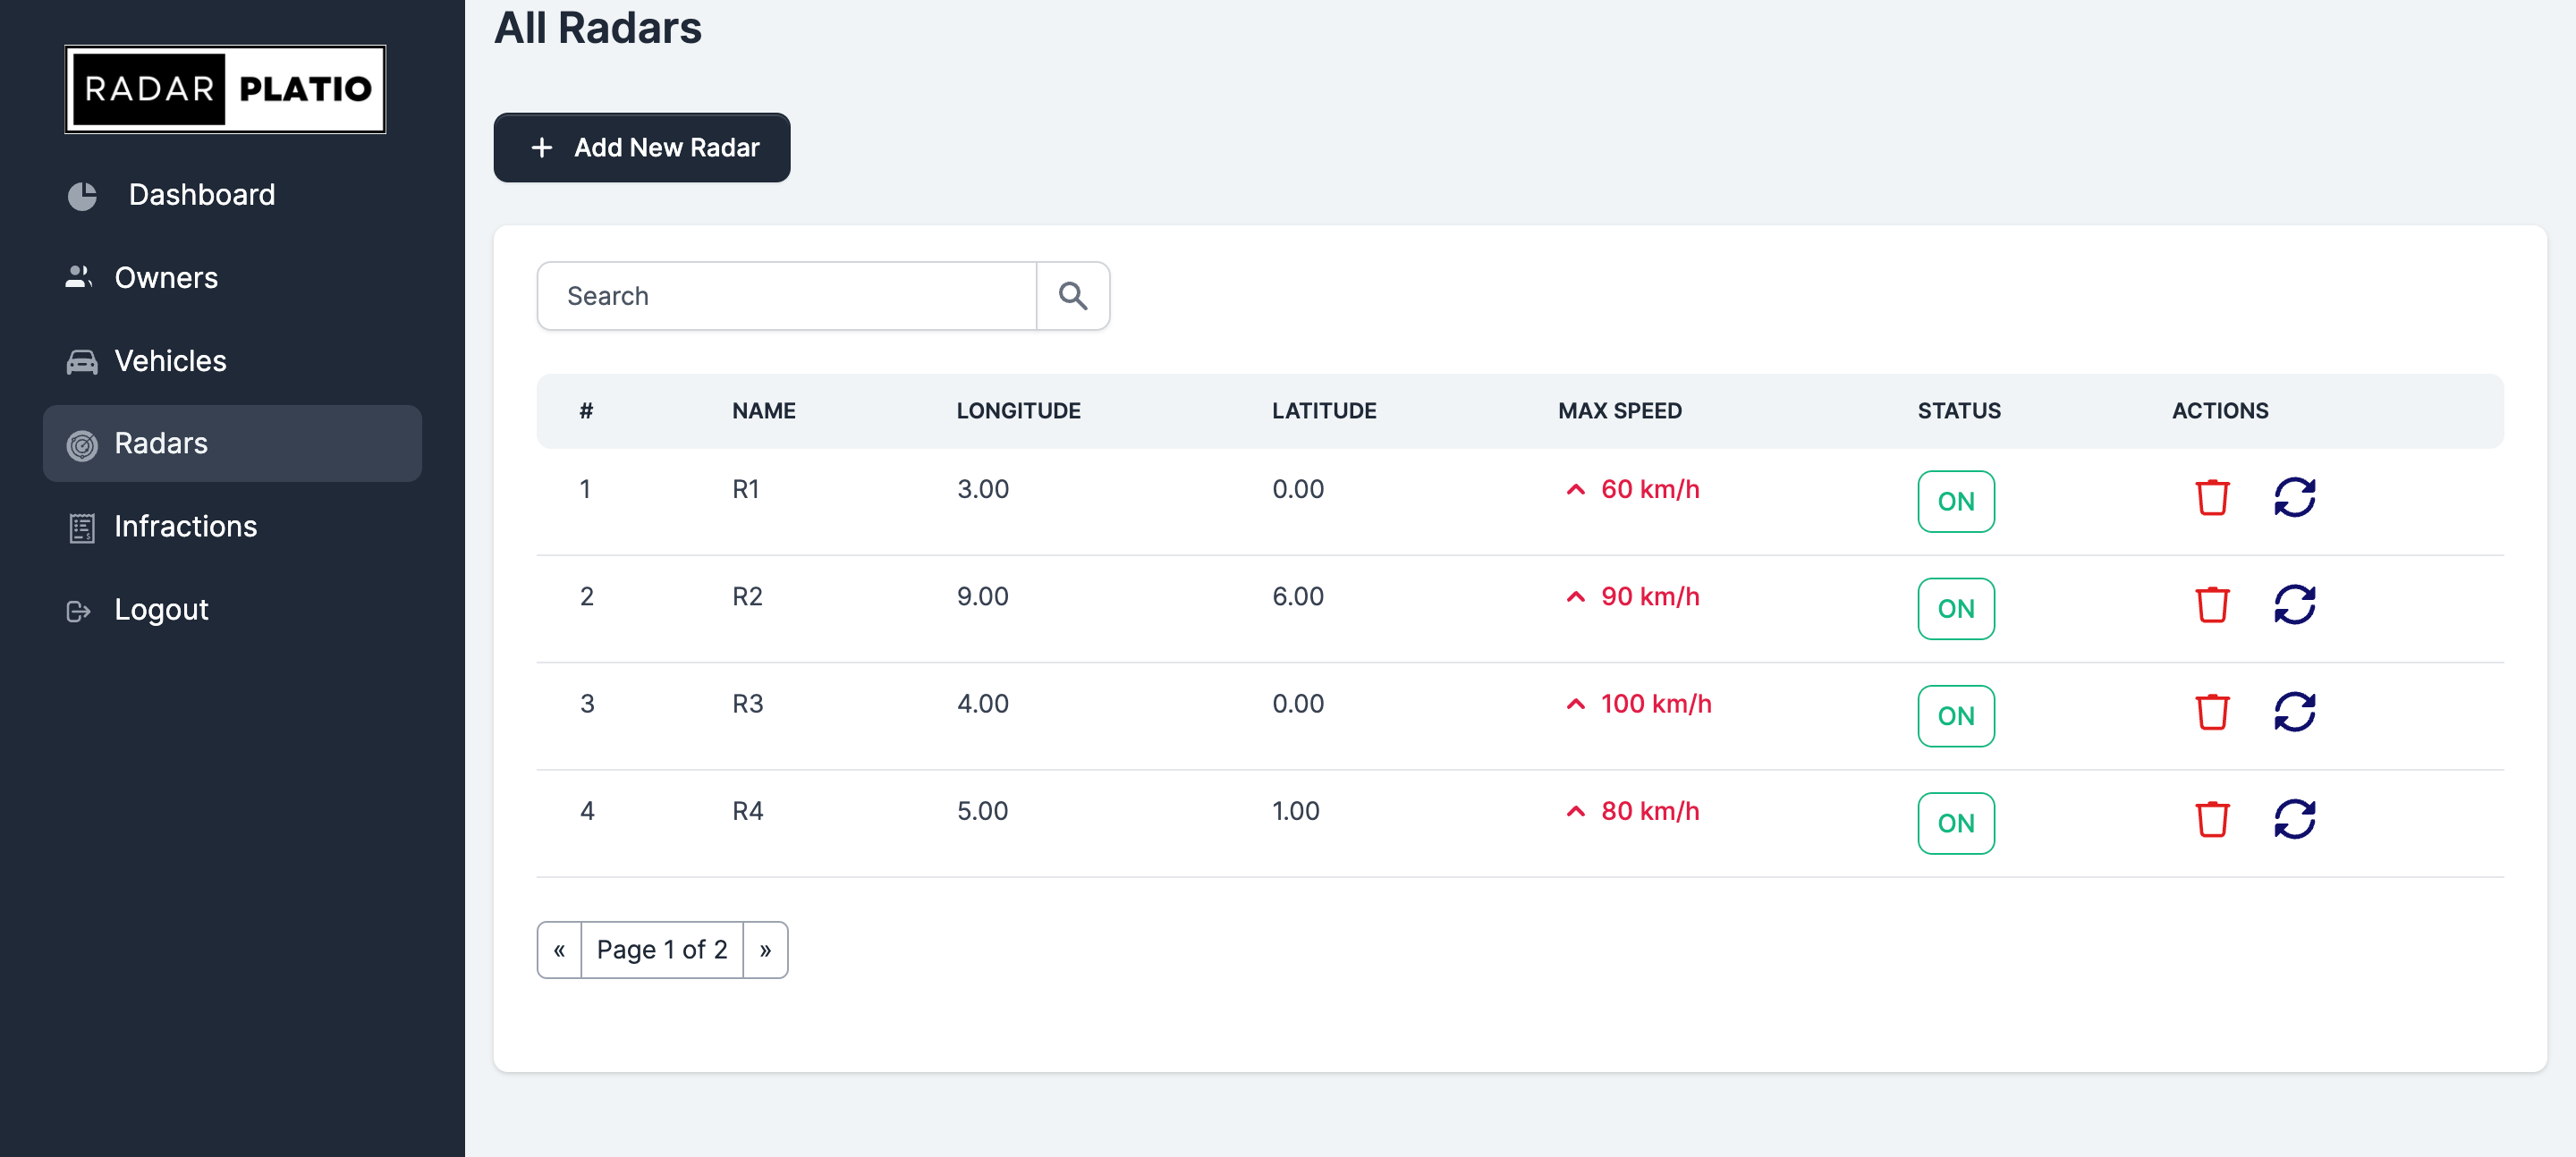 RADAR PLATIO
Dashboard
Owners
Vehicles
Radars
Infractions
Logout
All Radars
+ Add New Radar
Search
# NAME LONGITUDE LATITUDE MAX SPEED STATUS ACTIONS
1 R1 3.00 0.00 60 km/h ON
2 R2 9.00 6.00 90 km/h ON
3 R3 4.00 0.00 100 km/h ON
4 R4 5.00 1.00 80 km/h ON
« Page 1 of 2 »